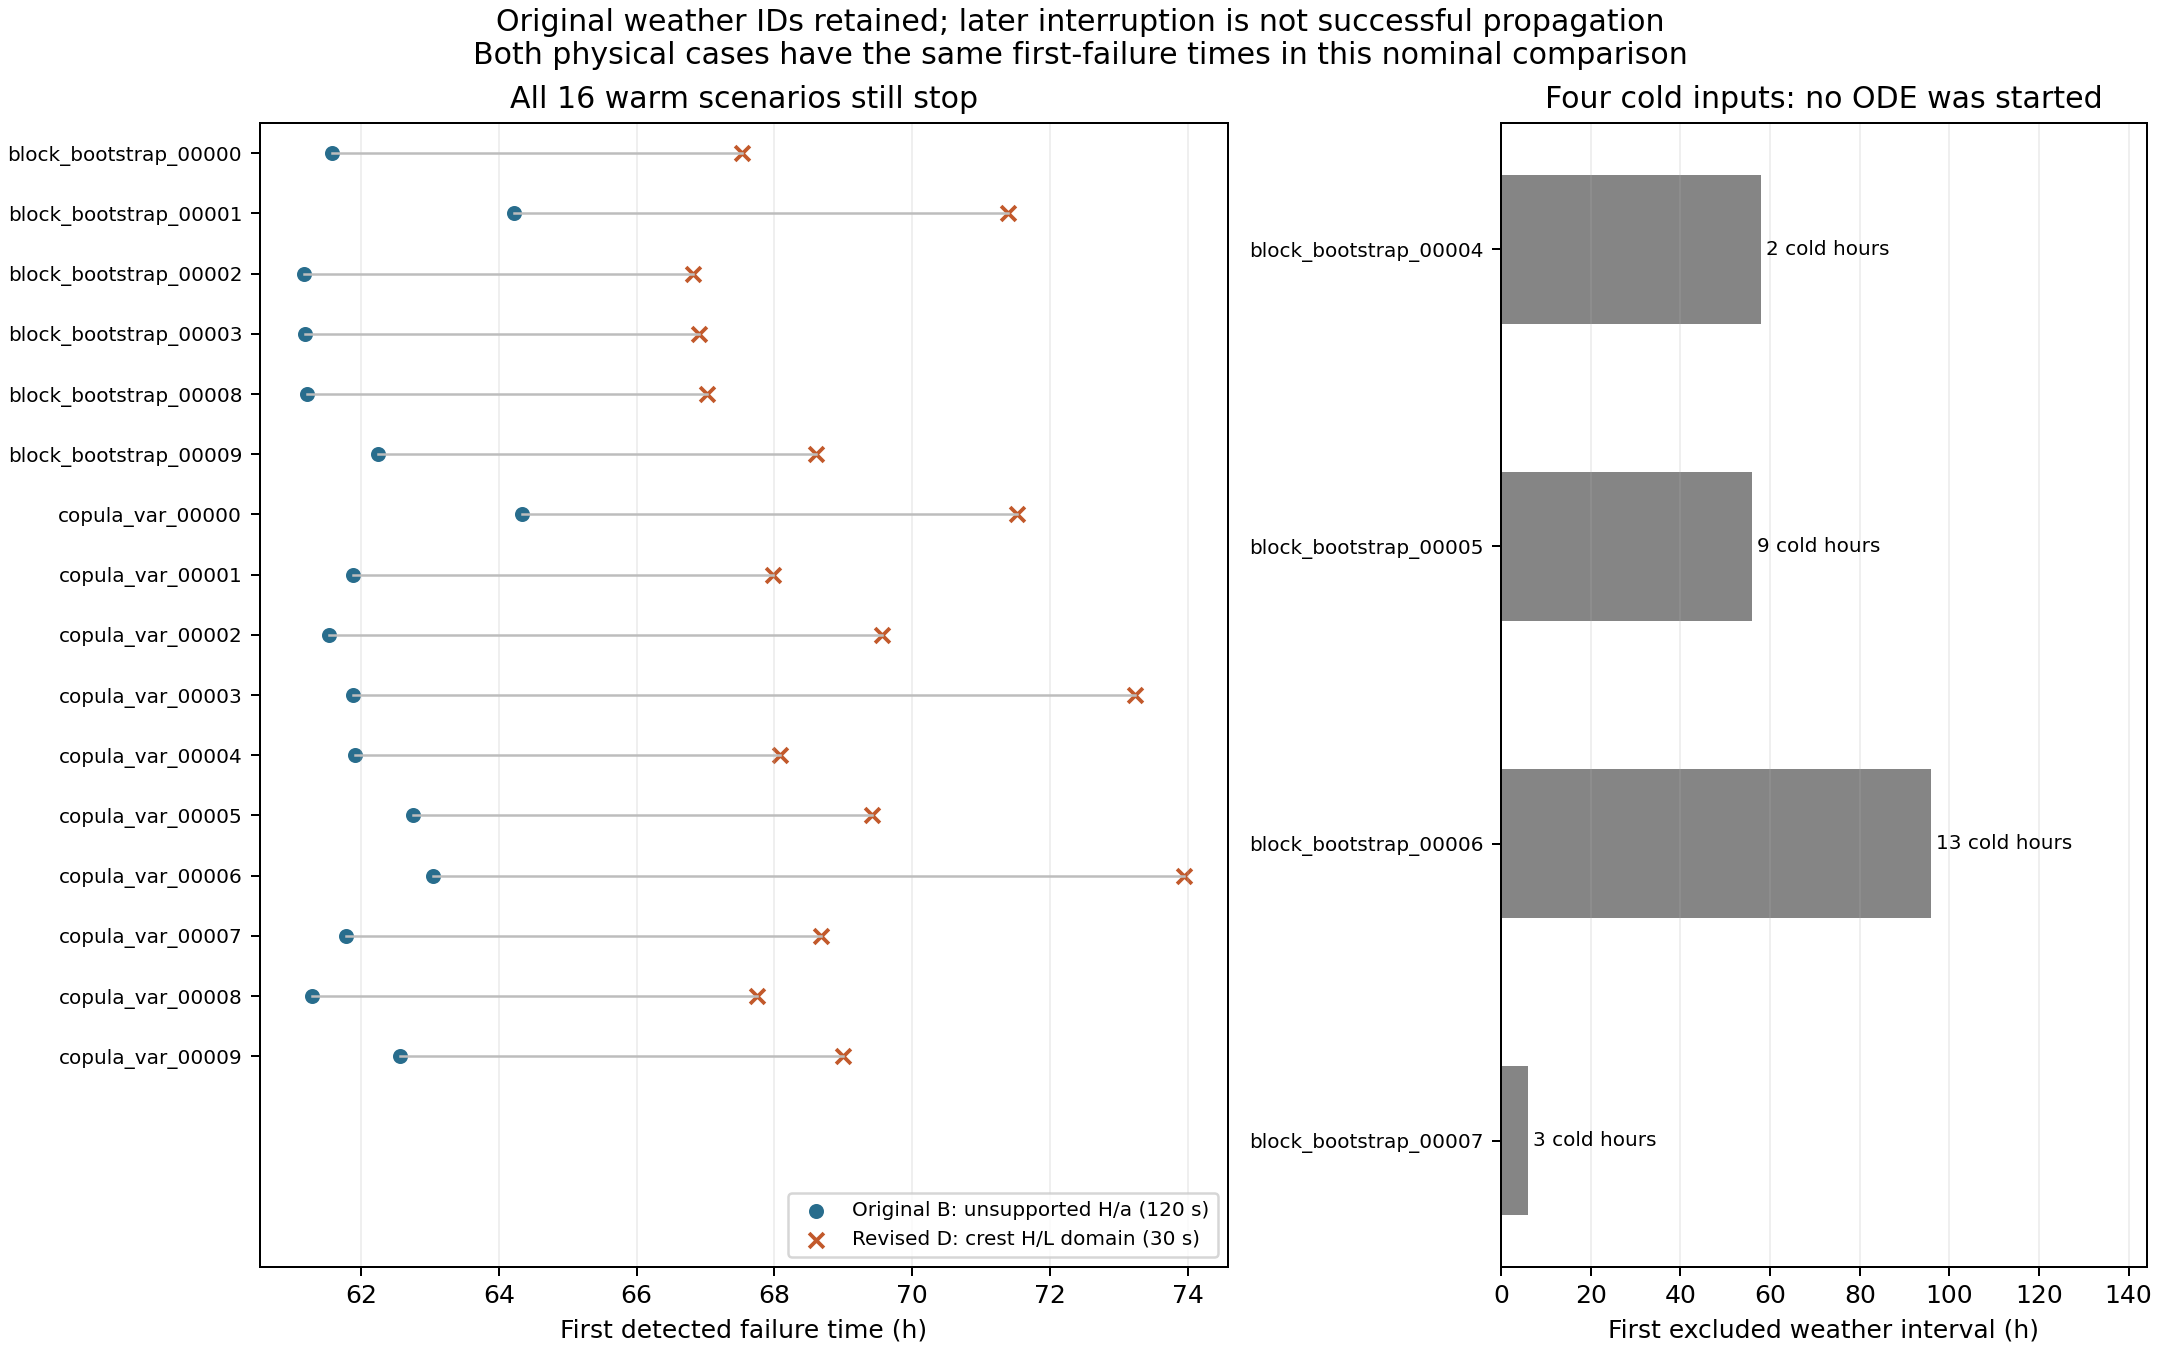 Original weather IDs retained; later interruption is not successful propagation
Both physical cases have the same first-failure times in this nominal comparison
All 16 warm scenarios still stop
block_bootstrap_00000
block_bootstrap_00001
block_bootstrap_00002
block_bootstrap_00003
block_bootstrap_00008
block_bootstrap_00009
copula_var_00000
copula_var_00001
copula_var_00002
copula_var_00003
copula_var_00004
copula_var_00005
copula_var_00006
copula_var_00007
copula_var_00008
copula_var_00009
Original B: unsupported H/a (120 s)
Revised D: crest H/L domain (30 s)
62 64 66 68 70 72 74
First detected failure time (h)
Four cold inputs: no ODE was started
block_bootstrap_00004
2 cold hours
block_bootstrap_00005
9 cold hours
block_bootstrap_00006
13 cold hours
block_bootstrap_00007
3 cold hours
0 20 40 60 80 100 120 140
First excluded weather interval (h)